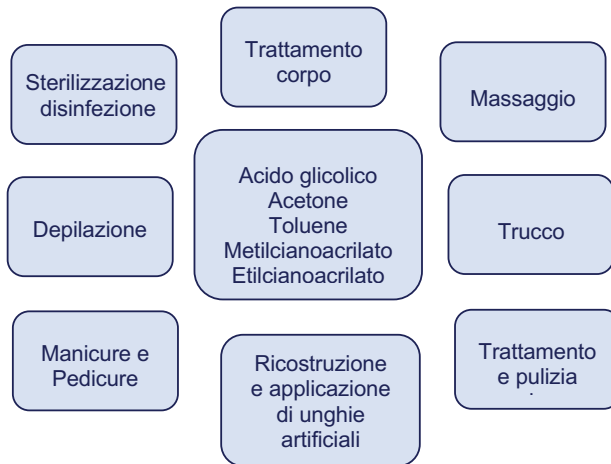 Trattamento
corpo
Sterilizzazione
disinfezione
Massaggio
Acido glicolico
Acetone
Toluene
Metilcianoacrilato
Etilcianoacrilato
Depilazione
Trucco
Manicure e
Pedicure
Ricostruzione
e applicazione
di unghie
artificiali
Trattamento
e pulizia